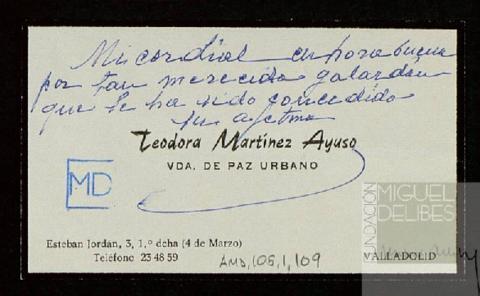 Mi cordial enhorabuena
por tan merecido galardón
que le ha sido concedido
su afctma
Teodora Martínez Ayuso
VDA. DE PAZ URBANO
MD
FUNDACIÓN
MIGUEL
DELIBES
Esteban Jordán, 3, 1.º dcha (4 de Marzo)
Teléfono 23 48 59
VALLADOLID
AMD,105,1,109